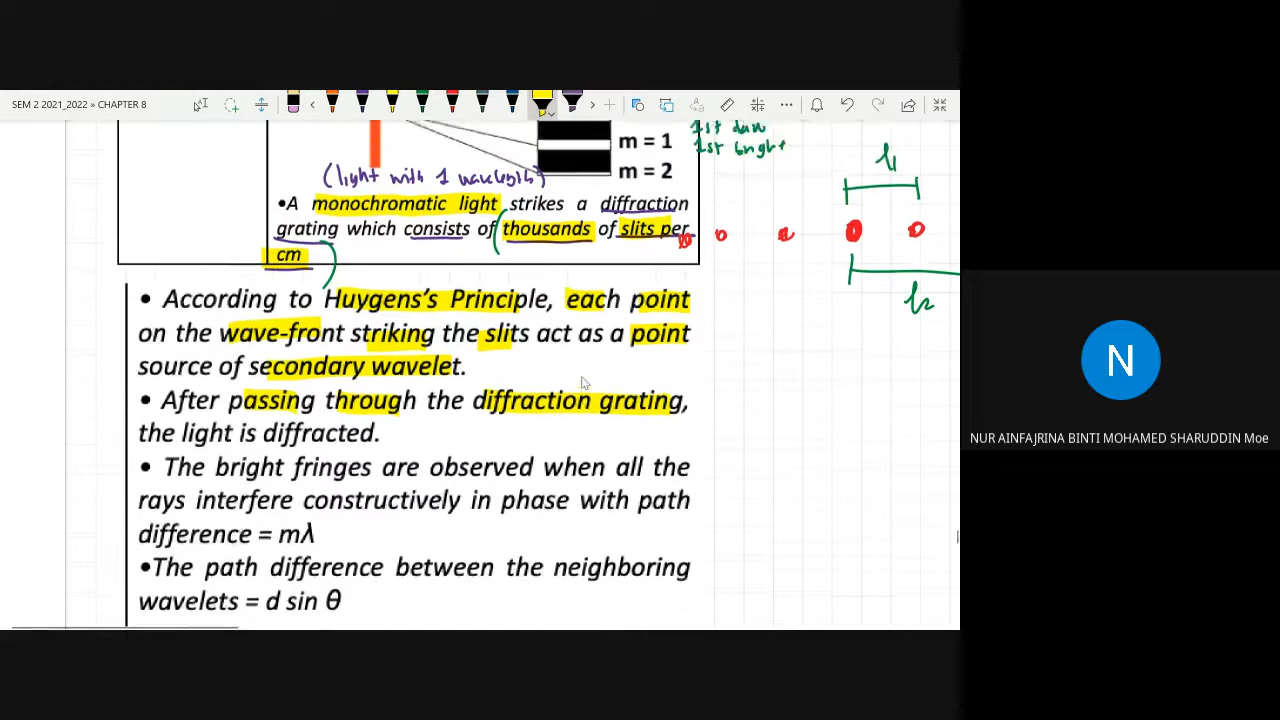 SEM 2 2021_2022 » CHAPTER 8
m = 1
m = 2
1st
1st bright
(light with 1 wavelength)
l1
•A monochromatic light strikes a diffraction
grating which consists of thousands of slits per
cm
l2
• According to Huygens's Principle, each point
on the wave-front striking the slits act as a point
source of secondary wavelet.
• After passing through the diffraction grating,
the light is diffracted.
• The bright fringes are observed when all the
rays interfere constructively in phase with path
difference = mλ
•The path difference between the neighboring
wavelets = d sin θ
N
NUR AINFAJRINA BINTI MOHAMED SHARUDDIN Moe